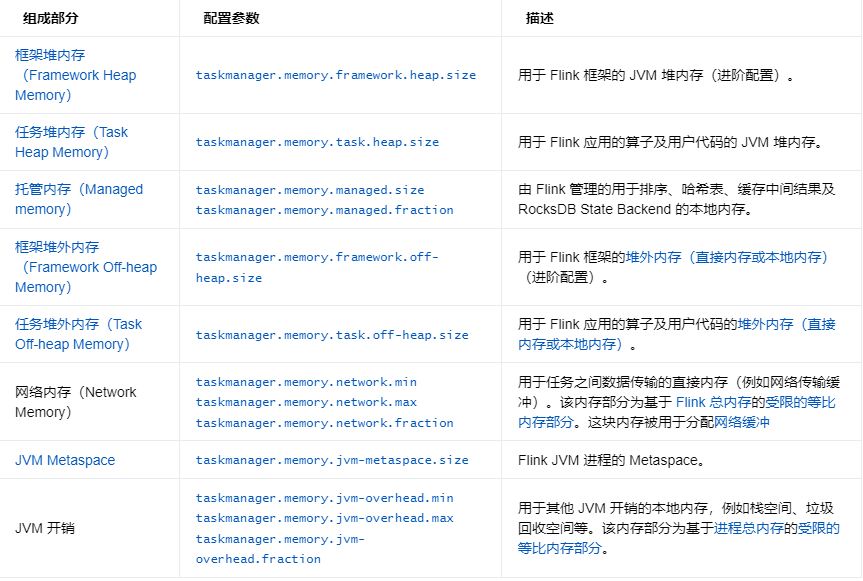 组成部分 配置参数 描述
框架堆内存
（Framework Heap
Memory）
taskmanager.memory.framework.heap.size
用于 Flink 框架的 JVM 堆内存（进阶配置）。
任务堆内存（Task
Heap Memory）
taskmanager.memory.task.heap.size
用于 Flink 应用的算子及用户代码的 JVM 堆内存。
托管内存（Managed
memory）
taskmanager.memory.managed.size
taskmanager.memory.managed.fraction
由 Flink 管理的用于排序、哈希表、缓存中间结果及
RocksDB State Backend 的本地内存。
框架堆外内存
（Framework Off-heap
Memory）
taskmanager.memory.framework.off-
heap.size
用于 Flink 框架的堆外内存（直接内存或本地内存）
（进阶配置）。
任务堆外内存（Task
Off-heap Memory）
taskmanager.memory.task.off-heap.size
用于 Flink 应用的算子及用户代码的堆外内存（直接
内存或本地内存）。
网络内存（Network
Memory）
taskmanager.memory.network.min
taskmanager.memory.network.max
taskmanager.memory.network.fraction
用于任务之间数据传输的直接内存（例如网络传输缓
冲）。该内存部分为基于 Flink 总内存的受限的等比
内存部分。这块内存被用于分配网络缓冲
JVM Metaspace
taskmanager.memory.jvm-metaspace.size
Flink JVM 进程的 Metaspace。
JVM 开销
taskmanager.memory.jvm-overhead.min
taskmanager.memory.jvm-overhead.max
taskmanager.memory.jvm-
overhead.fraction
用于其他 JVM 开销的本地内存，例如栈空间、垃圾
回收空间等。该内存部分为基于进程总内存的受限的
等比内存部分。